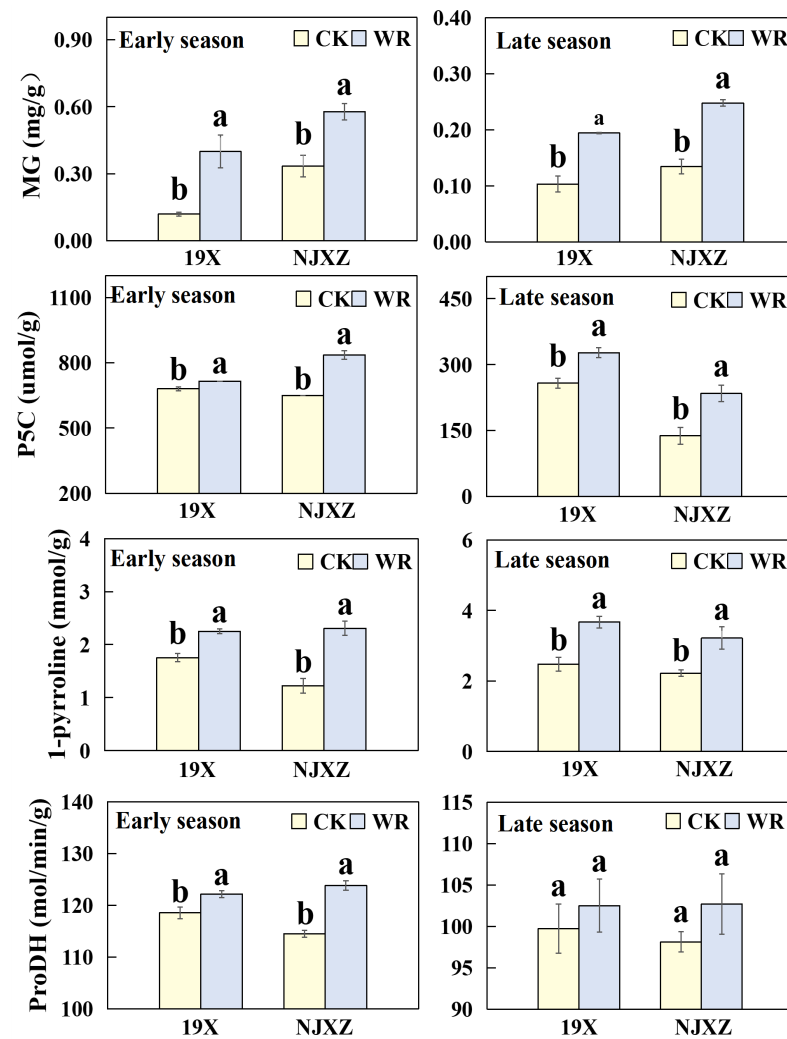 MG (mg/g)
0.90
0.60
0.30
0.00
Early season
CK WR
b a b a
19X NJXZ
0.40
0.30
0.20
0.10
0.00
Late season
CK WR
b a b a
19X NJXZ
P5C (umol/g)
1100
800
500
200
Early season
CK WR
b a b a
19X NJXZ
450
300
150
0
Late season
CK WR
b a b a
19X NJXZ
1-pyrroline (mmol/g)
4
3
2
1
0
Early season
CK WR
b a b a
19X NJXZ
6
4
2
0
Late season
CK WR
b a b a
19X NJXZ
ProDH (mol/min/g)
140
130
120
110
100
Early season
CK WR
b a b a
19X NJXZ
115
110
105
100
95
90
Late season
CK WR
a a a a
19X NJXZ